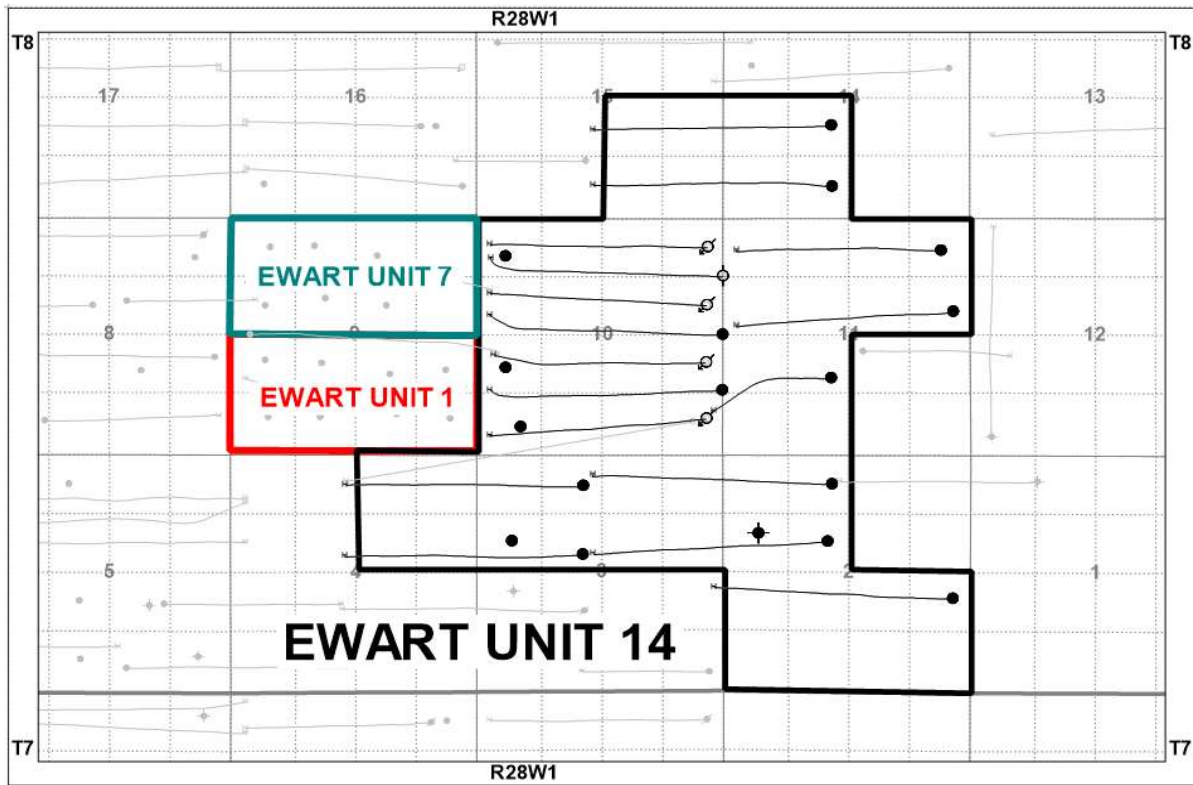 R28W1
T8 T8
17 16 15 14 13
EWART UNIT 7
8 9 10 11 12
EWART UNIT 1
5 4 3 2 1
EWART UNIT 14
T7 T7
R28W1